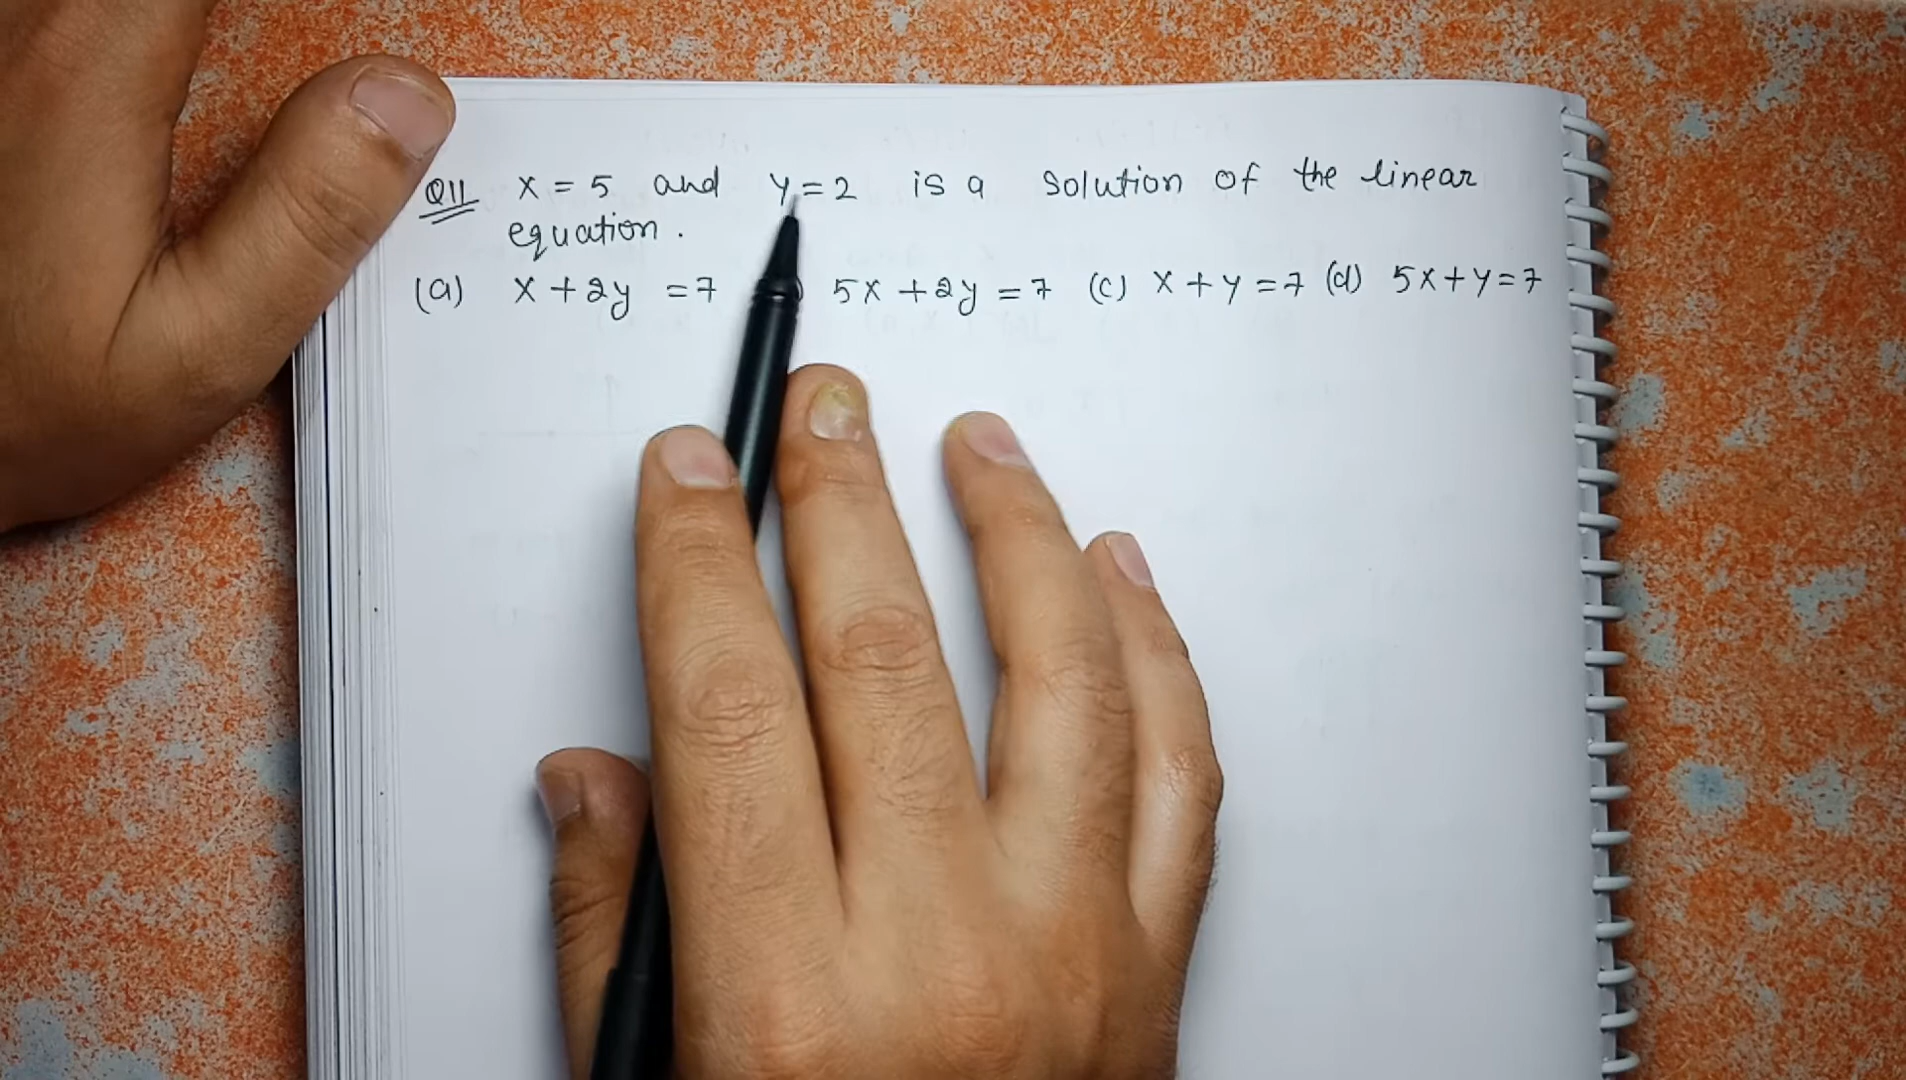 Q11 x = 5 and y = 2 is a solution of the linear
equation.
(a) x + 2y = 7 ) 5x + 2y = 7 (c) x + y = 7 (d) 5x + y = 7